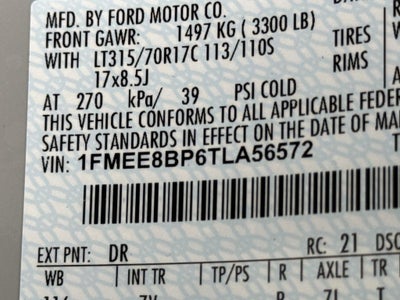 MFD. BY FORD MOTOR CO.
FRONT GAWR: 1497 KG ( 3300 LB)
WITH LT315/70R17C 113/110S TIRES
17x8.5J RIMS
AT 270 kPa/ 39 PSI COLD
THIS VEHICLE CONFORMS TO ALL APPLICABLE FEDER
SAFETY STANDARDS IN EFFECT ON THE DATE OF MA
VIN: 1FMEE8BP6TLA56572
EXT PNT: DR RC: 21 DSO
WB INT TR TP/PS R AXLE TR